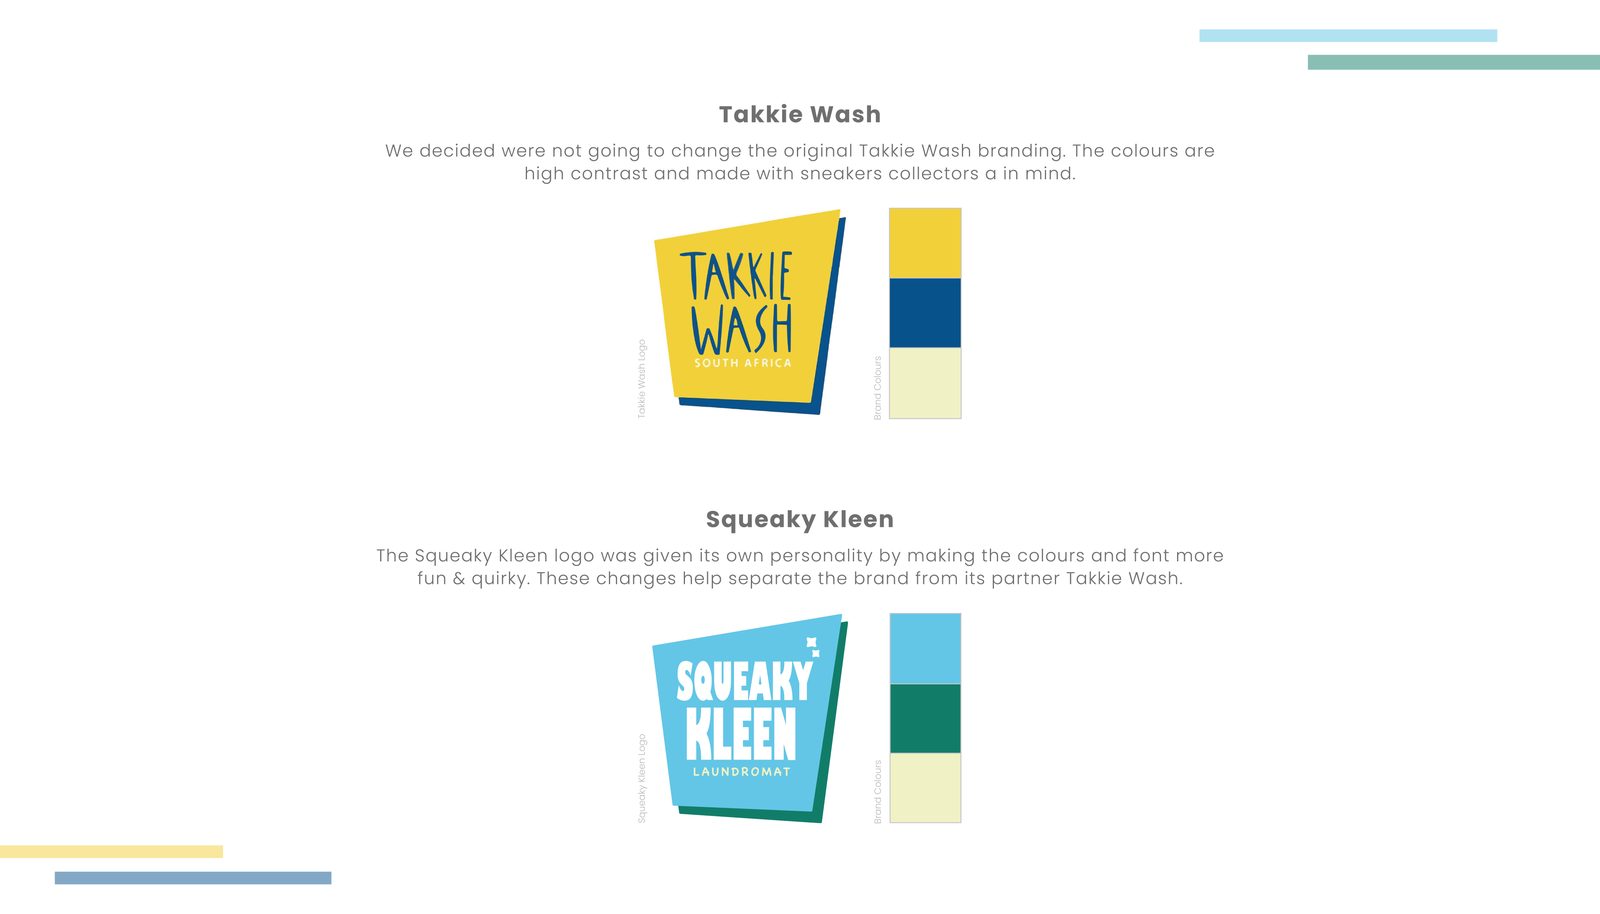 Takkie Wash
We decided were not going to change the original Takkie Wash branding. The colours are
high contrast and made with sneakers collectors a in mind.
TAKKIE
WASH
SOUTH AFRICA
Takkie Wash Logo
Brand Colours
Squeaky Kleen
The Squeaky Kleen logo was given its own personality by making the colours and font more
fun & quirky. These changes help separate the brand from its partner Takkie Wash.
SQUEAKY
KLEEN
LAUNDROMAT
Squeaky Kleen Logo
Brand Colours